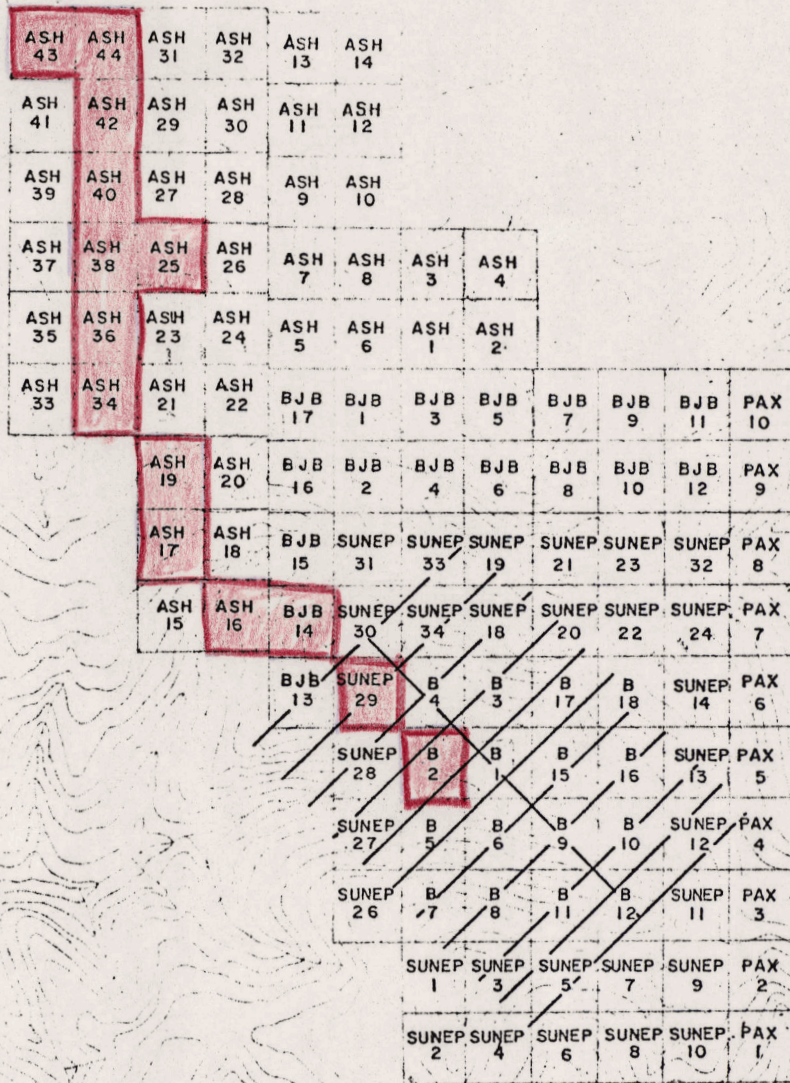 ASH ASH ASH ASH ASH ASH
43 44 31 32 13 14
ASH ASH ASH ASH ASH ASH
41 42 29 30 11 12
ASH ASH ASH ASH ASH ASH
39 40 27 28 9 10
ASH ASH ASH ASH ASH ASH ASH ASH
37 38 25 26 7 8 3 4
ASH ASH ASH ASH ASH ASH ASH ASH
35 36 23 24 5 6 1 2
ASH ASH ASH ASH BJB BJB BJB BJB BJB BJB BJB PAX
33 34 21 22 17 1 3 5 7 9 11 10
ASH ASH BJB BJB BJB BJB BJB BJB BJB PAX
19 20 16 2 4 6 8 10 12 9
ASH ASH BJB SUNEP SUNEP SUNEP SUNEP SUNEP SUNEP PAX
17 18 15 31 33 19 21 23 32 8
ASH ASH BJB SUNEP SUNEP SUNEP SUNEP SUNEP SUNEP PAX
15 16 14 30 34 18 20 22 24 7
BJB SUNEP B B B B SUNEP PAX
13 29 4 3 17 18 14 6
SUNEP B B B B SUNEP PAX
28 2 1 15 16 13 5
SUNEP B B B B SUNEP PAX
27 5 6 9 10 12 4
SUNEP B B B B SUNEP PAX
26 7 8 11 12 11 3
SUNEP SUNEP SUNEP SUNEP SUNEP PAX
1 3 5 7 9 2
SUNEP SUNEP SUNEP SUNEP SUNEP PAX
2 4 6 8 10 1